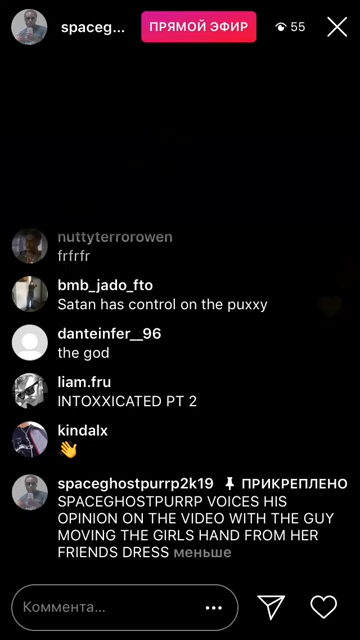 spaceg...
ПРЯМОЙ ЭФИР
55
nuttyterrorowen
frfrfr
bmb_jado_fto
Satan has control on the puxxy
danteinfer__96
the god
liam.fru
INTOXXICATED PT 2
kindalx
👋
spaceghostpurrp2k19 📌 ПРИКРЕПЛЕНО
SPACEGHOSTPURRP VOICES HIS
OPINION ON THE VIDEO WITH THE GUY
MOVING THE GIRLS HAND FROM HER
FRIENDS DRESS меньше
Коммента...